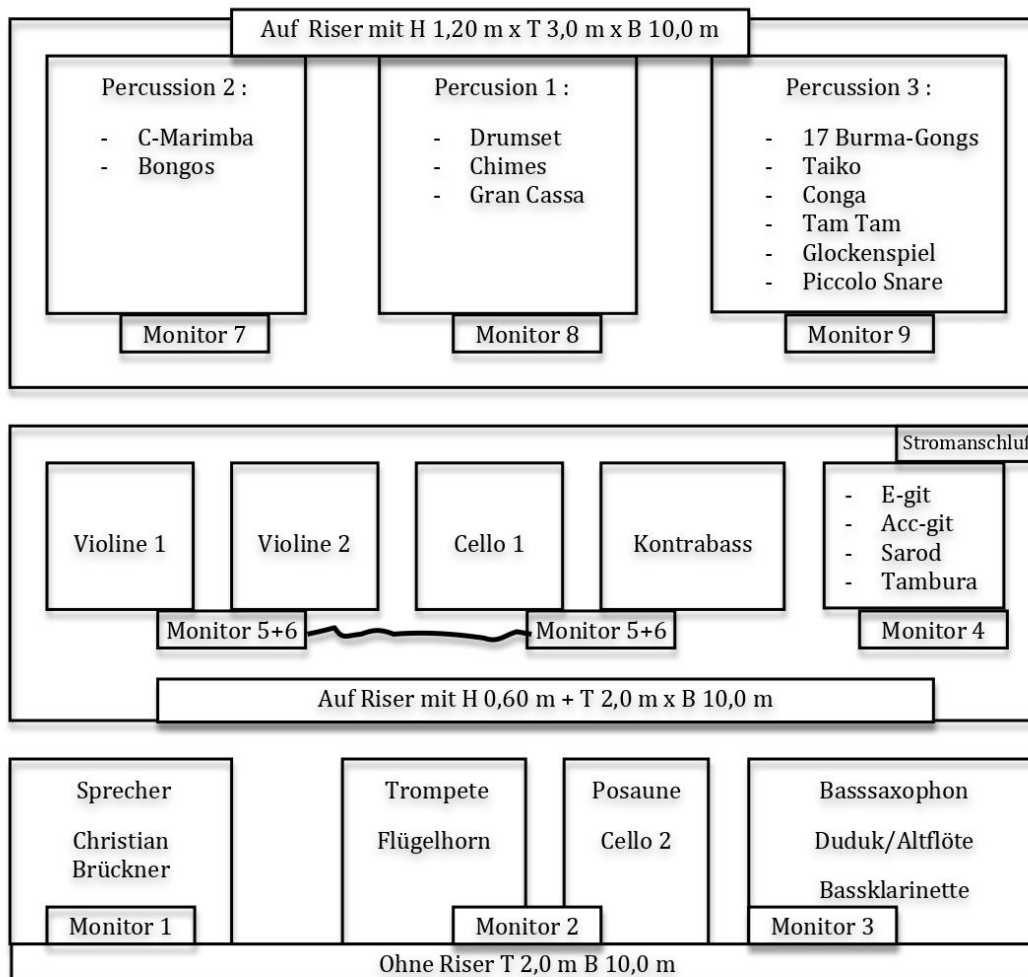 Auf Riser mit H 1,20 m x T 3,0 m x B 10,0 m
Percussion 2 :
- C-Marimba
- Bongos
Monitor 7
Percusion 1 :
- Drumset
- Chimes
- Gran Cassa
Monitor 8
Percussion 3 :
- 17 Burma-Gongs
- Taiko
- Conga
- Tam Tam
- Glockenspiel
- Piccolo Snare
Monitor 9
Stromanschluß
Violine 1
Violine 2
Monitor 5+6
Cello 1
Kontrabass
Monitor 5+6
- E-git
- Acc-git
- Sarod
- Tambura
Monitor 4
Auf Riser mit H 0,60 m + T 2,0 m x B 10,0 m
Sprecher
Christian
Brückner
Monitor 1
Trompete
Flügelhorn
Posaune
Cello 2
Monitor 2
Basssaxophon
Duduk/Altflöte
Bassklarinette
Monitor 3
Ohne Riser T 2,0 m B 10,0 m